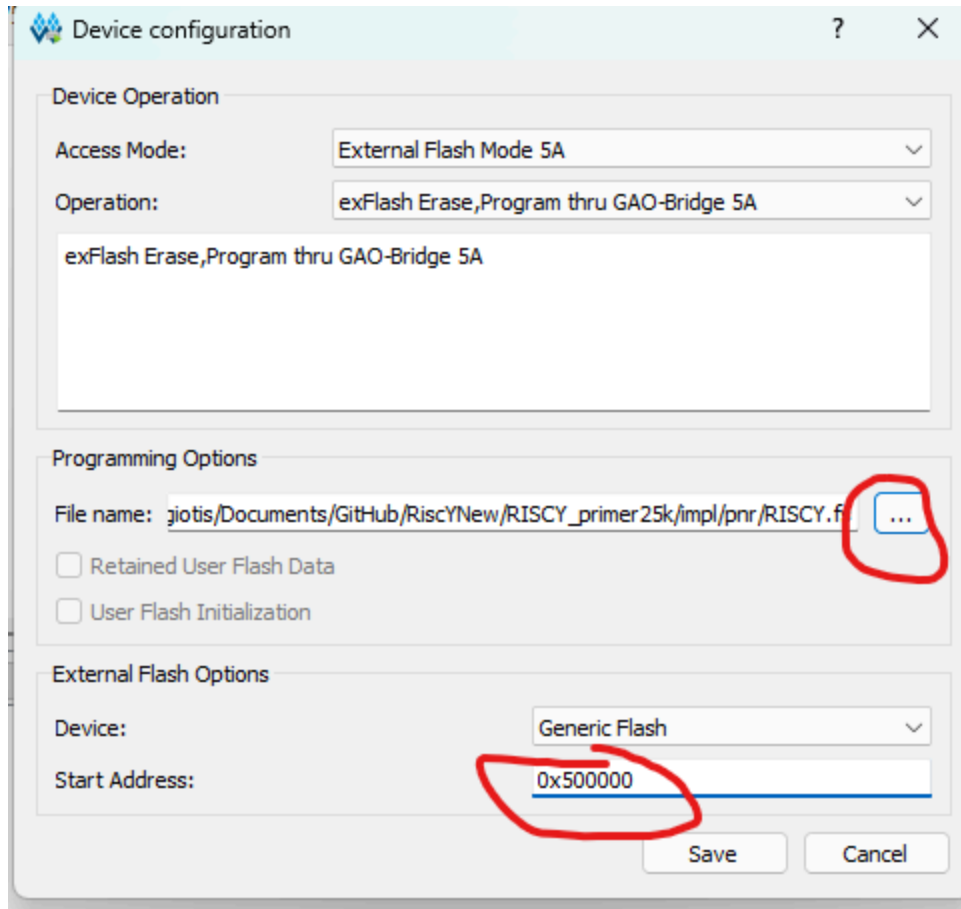 Device configuration ? ×
Device Operation
Access Mode: External Flash Mode 5A
Operation: exFlash Erase,Program thru GAO-Bridge 5A
exFlash Erase,Program thru GAO-Bridge 5A
Programming Options
File name: giotis/Documents/GitHub/RiscYNew/RISCY_primer25k/impl/pnr/RISCY.f ...
Retained User Flash Data
User Flash Initialization
External Flash Options
Device: Generic Flash
Start Address: 0x500000
Save Cancel